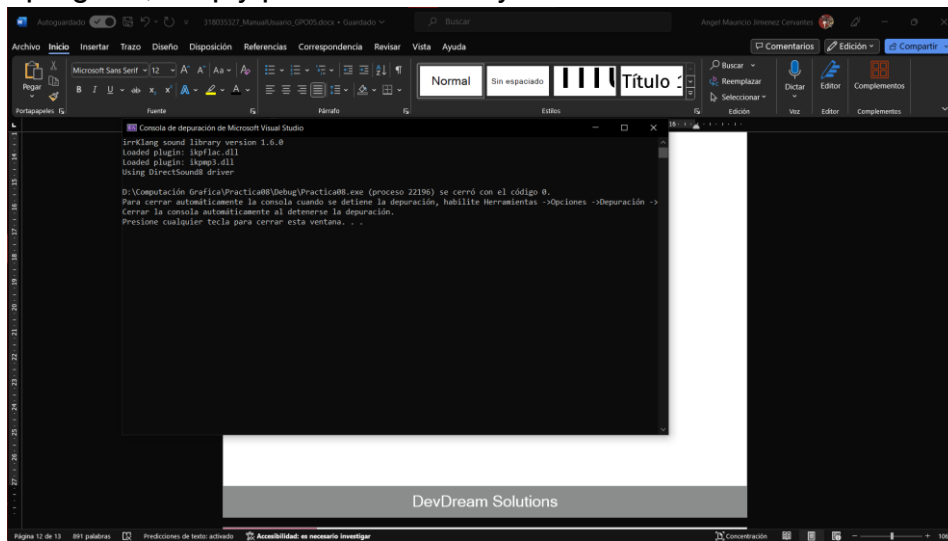 Autoguardado
318035327_ManualUsuario_GPO05.docx • Guardado
Buscar
Angel Mauricio Jimenez Cervantes
Archivo Inicio Insertar Trazo Diseño Disposición Referencias Correspondencia Revisar Vista Ayuda
Comentarios Edición Compartir
Pegar
Microsoft Sans Serif 12 A A Aa A
N K S ab x x A A
Normal
Sin espaciado
Título
Buscar
Reemplazar
Seleccionar
Dictar
Editor
Complementos
Portapapeles Fuente Párrafo Estilos Edición Voz Editor Complementos
Consola de depuración de Microsoft Visual Studio
irrKlang sound library version 1.6.0
Loaded plugin: ikpflac.dll
Loaded plugin: ikpmp3.dll
Using DirectSound8 driver
D:\Computación Grafica\Practica08\Debug\Practica08.exe (proceso 22196) se cerró con el código 0.
Para cerrar automáticamente la consola cuando se detiene la depuración, habilite Herramientas ->Opciones ->Depuración ->
Cerrar la consola automáticamente al detenerse la depuración.
Presione cualquier tecla para cerrar esta ventana. . .
DevDream Solutions
Página 12 de 13 891 palabras Predicciones de texto: activado Accesibilidad: es necesario investigar
Concentración